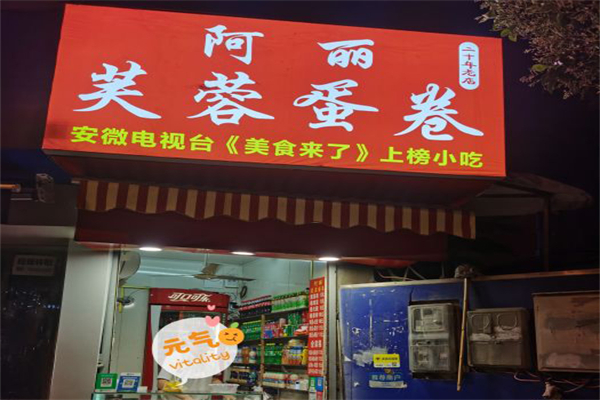 阿丽
二十年老店
芙蓉蛋卷
安微电视台《美食来了》上榜小吃
可口可乐
元气
vitality